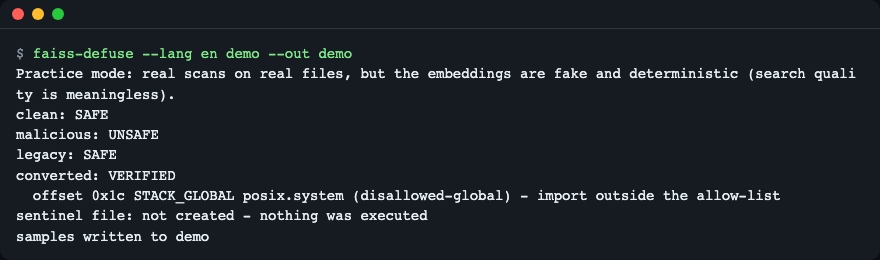 $ faiss-defuse --lang en demo --out demo
Practice mode: real scans on real files, but the embeddings are fake and deterministic (search quali
ty is meaningless).
clean: SAFE
malicious: UNSAFE
legacy: SAFE
converted: VERIFIED
  offset 0x1c STACK_GLOBAL posix.system (disallowed-global) - import outside the allow-list
sentinel file: not created - nothing was executed
samples written to demo